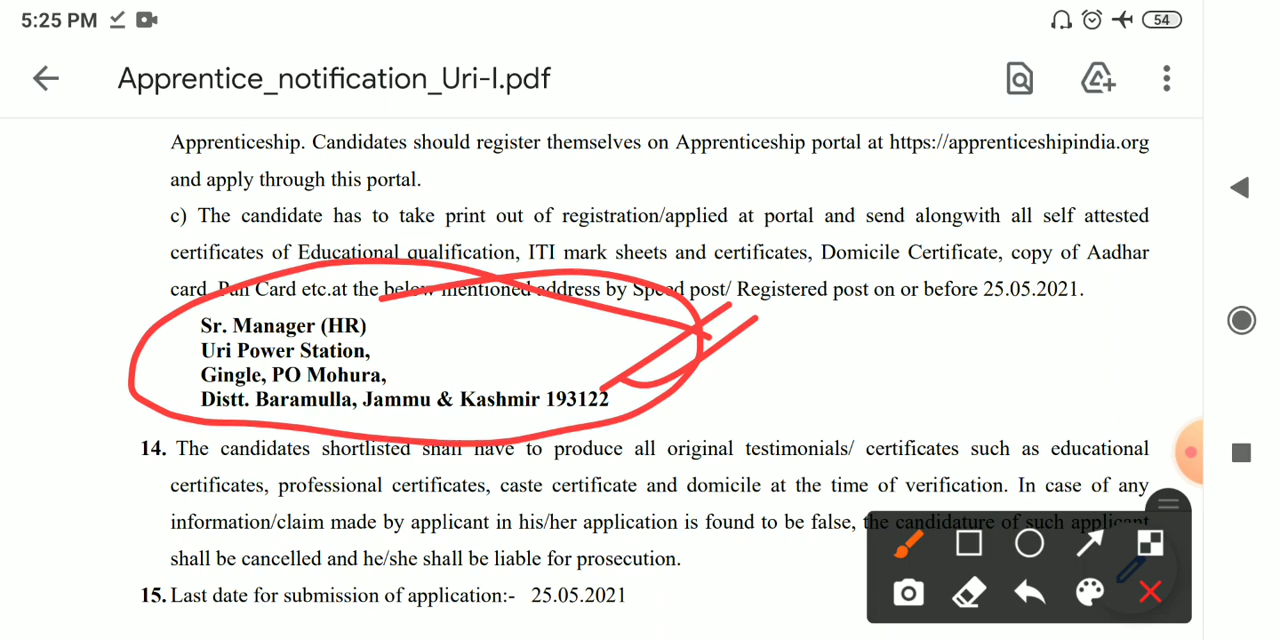 5:25 PM
54
Apprentice_notification_Uri-I.pdf
Apprenticeship. Candidates should register themselves on Apprenticeship portal at https://apprenticeshipindia.org
and apply through this portal.
c) The candidate has to take print out of registration/applied at portal and send alongwith all self attested
certificates of Educational qualification, ITI mark sheets and certificates, Domicile Certificate, copy of Aadhar
card, Pan Card etc.at the below mentioned address by Speed post/ Registered post on or before 25.05.2021.
Sr. Manager (HR)
Uri Power Station,
Gingle, PO Mohura,
Distt. Baramulla, Jammu & Kashmir 193122
14. The candidates shortlisted shall have to produce all original testimonials/ certificates such as educational
certificates, professional certificates, caste certificate and domicile at the time of verification. In case of any
information/claim made by applicant in his/her application is found to be false, the candidature of such applicant
shall be cancelled and he/she shall be liable for prosecution.
15. Last date for submission of application:- 25.05.2021